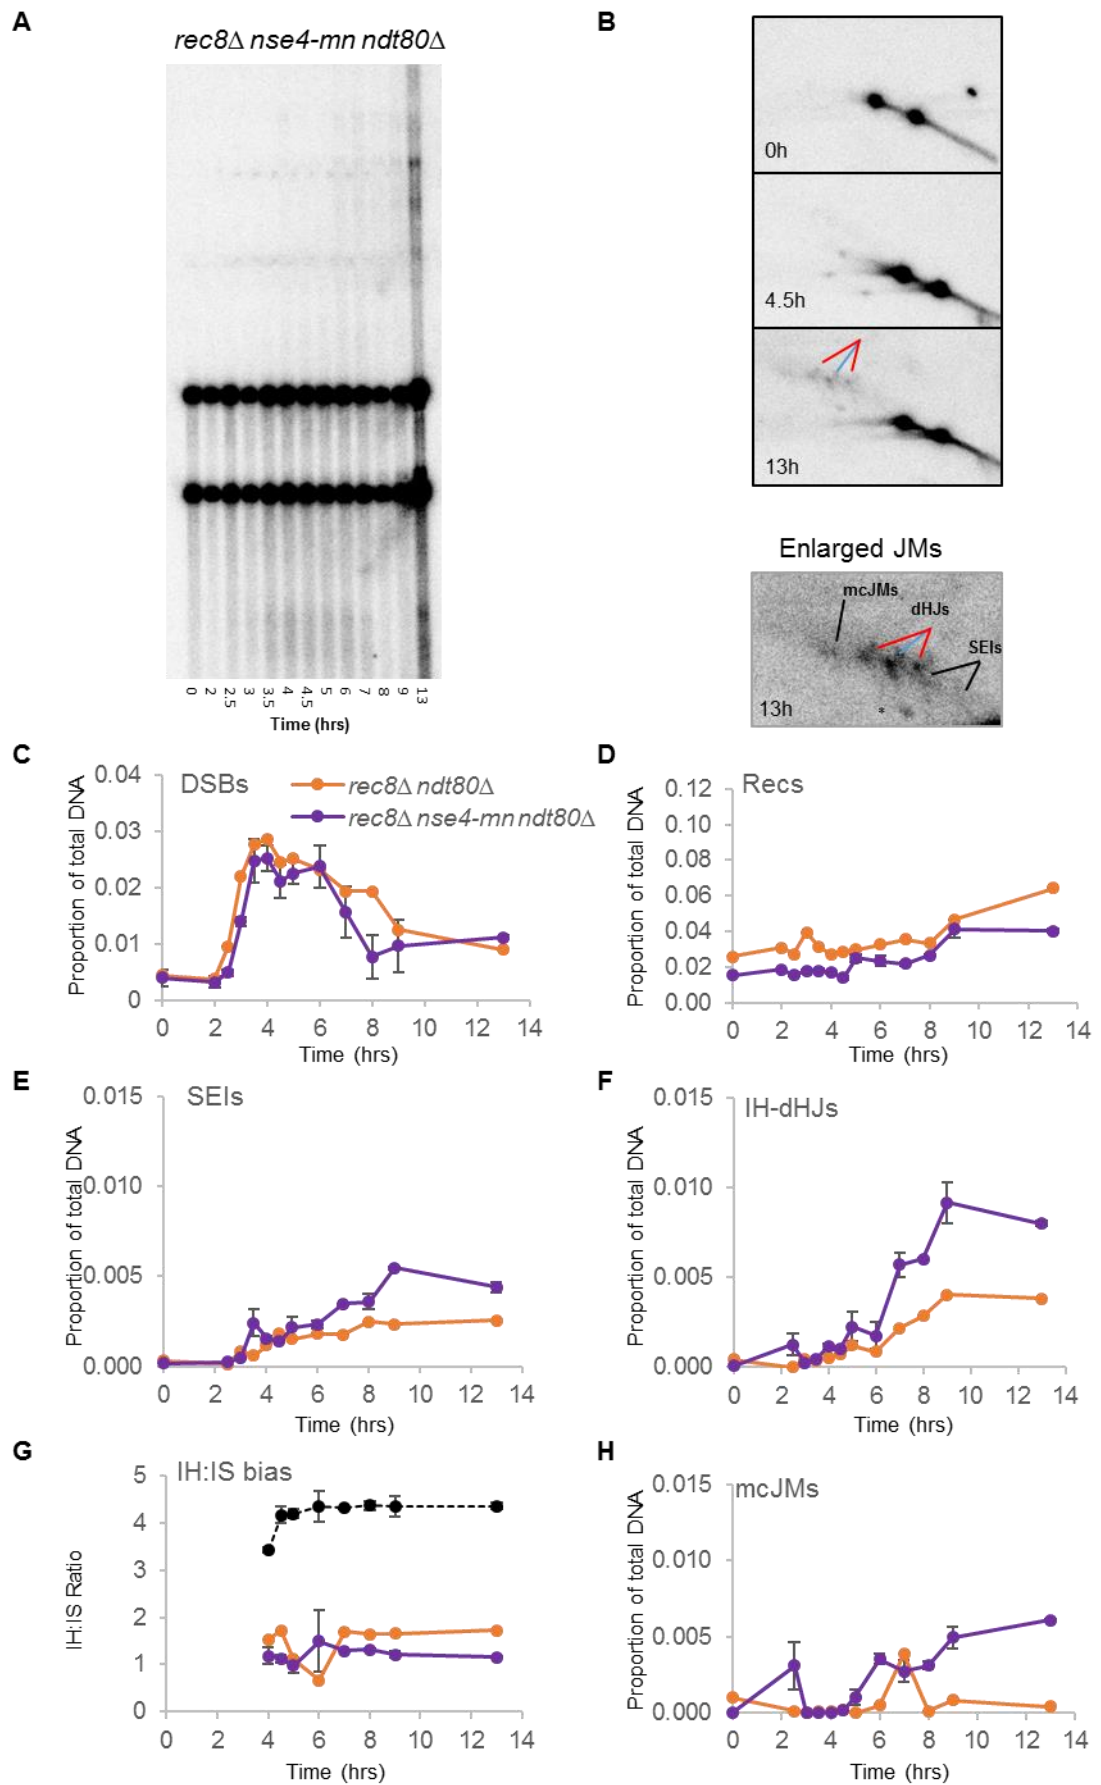 A
rec8Δ nse4-mn ndt80Δ
0 2 2.5 3 3.5 4 4.5 5 6 7 8 9 13
Time (hrs)
B
0h
4.5h
13h
Enlarged JMs
mcJMs
dHJs
SEIs
*
13h
C
DSBs
rec8Δ ndt80Δ
rec8Δ nse4-mn ndt80Δ
Proportion of total DNA
0.04
0.03
0.02
0.01
0
0 2 4 6 8 10 12 14
Time (hrs)
D
Recs
Proportion of total DNA
0.12
0.10
0.08
0.06
0.04
0.02
0.00
0 2 4 6 8 10 12 14
Time (hrs)
E
SEIs
Proportion of total DNA
0.015
0.010
0.005
0.000
0 2 4 6 8 10 12 14
Time (hrs)
F
IH-dHJs
Proportion of total DNA
0.015
0.010
0.005
0.000
0 2 4 6 8 10 12 14
Time (hrs)
G
IH:IS bias
IH:IS Ratio
5
4
3
2
1
0
0 2 4 6 8 10 12 14
Time (hrs)
H
mcJMs
Proportion of total DNA
0.015
0.010
0.005
0.000
0 2 4 6 8 10 12 14
Time (hrs)